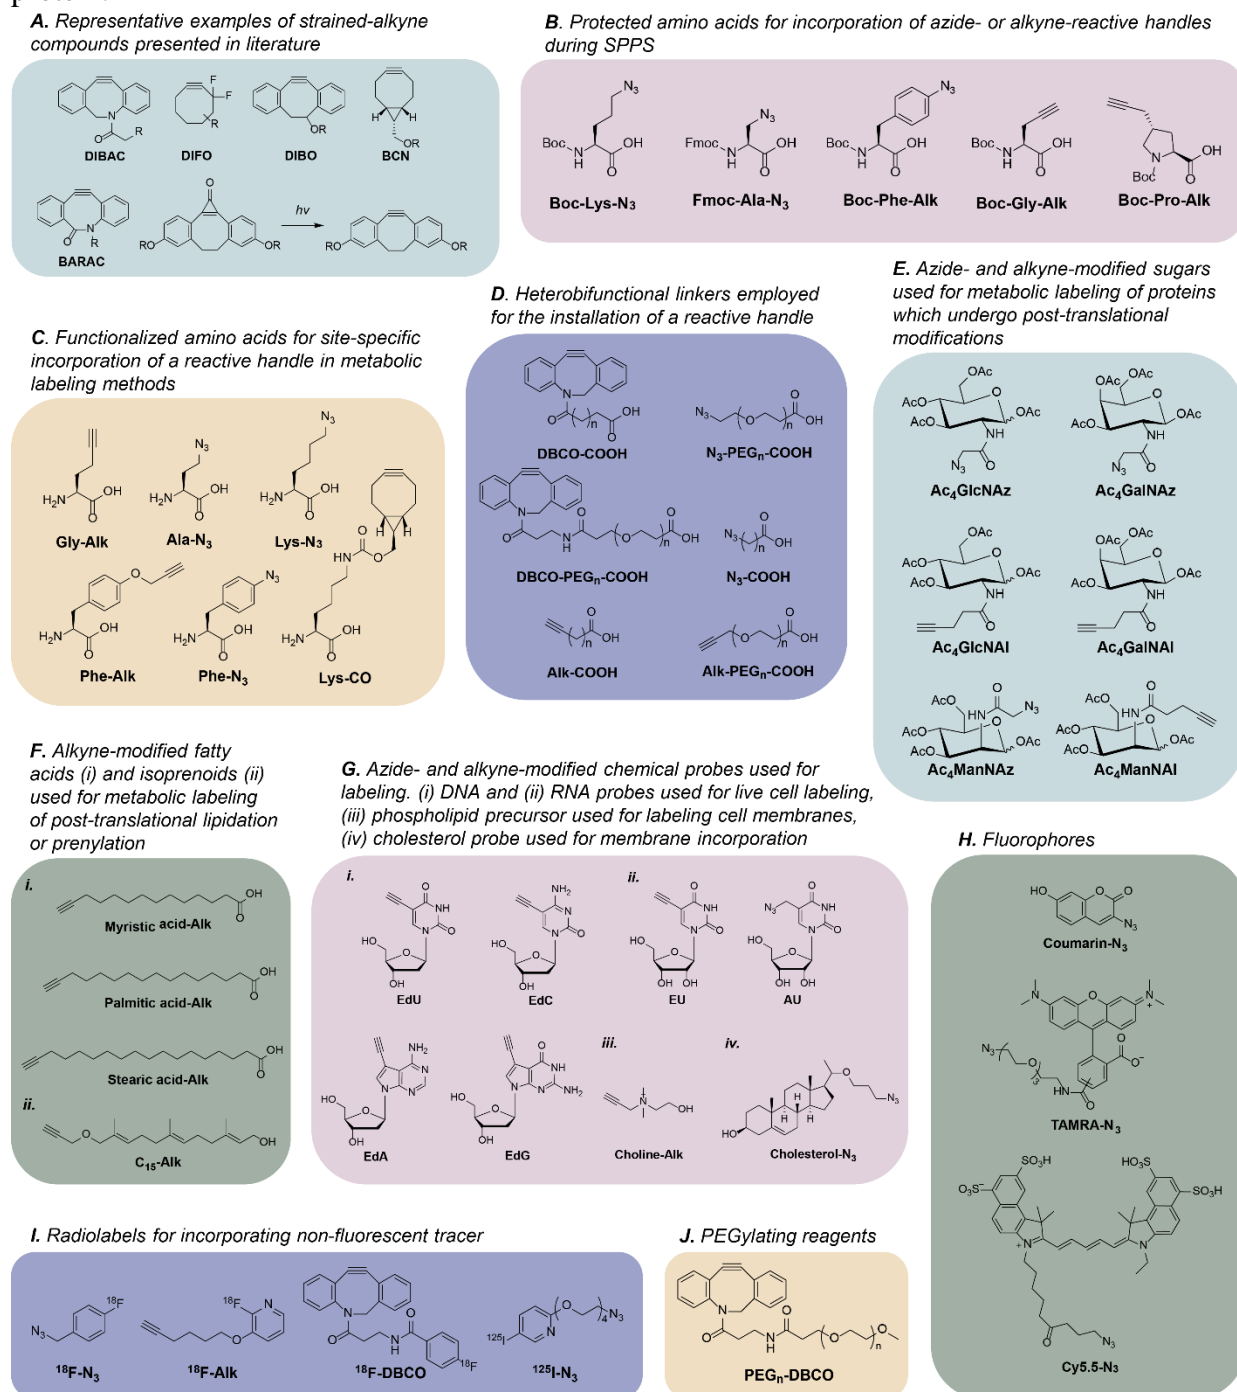 A. Representative examples of strained-alkyne
compounds presented in literature
DIBAC
DIFO
DIBO
BCN
BARAC
hv
B. Protected amino acids for incorporation of azide- or alkyne-reactive handles
during SPPS
Boc-Lys-N3
Fmoc-Ala-N3
Boc-Phe-Alk
Boc-Gly-Alk
Boc-Pro-Alk
C. Functionalized amino acids for site-specific
incorporation of a reactive handle in metabolic
labeling methods
Gly-Alk
Ala-N3
Lys-N3
Phe-Alk
Phe-N3
Lys-CO
D. Heterobifunctional linkers employed
for the installation of a reactive handle
DBCO-COOH
N3-PEGn-COOH
DBCO-PEGn-COOH
N3-COOH
Alk-COOH
Alk-PEGn-COOH
E. Azide- and alkyne-modified sugars
used for metabolic labeling of proteins
which undergo post-translational
modifications
Ac4GlcNAz
Ac4GalNAz
Ac4GlcNAl
Ac4GalNAl
Ac4ManNAz
Ac4ManNAl
F. Alkyne-modified fatty
acids (i) and isoprenoids (ii)
used for metabolic labeling
of post-translational lipidation
or prenylation
i.
Myristic acid-Alk
Palmitic acid-Alk
Stearic acid-Alk
ii.
C15-Alk
G. Azide- and alkyne-modified chemical probes used for
labeling. (i) DNA and (ii) RNA probes used for live cell labeling,
(iii) phospholipid precursor used for labeling cell membranes,
(iv) cholesterol probe used for membrane incorporation
i.
EdU
EdC
ii.
EU
AU
EdA
EdG
iii.
Choline-Alk
iv.
Cholesterol-N3
H. Fluorophores
Coumarin-N3
TAMRA-N3
Cy5.5-N3
I. Radiolabels for incorporating non-fluorescent tracer
18F-N3
18F-Alk
18F-DBCO
125I-N3
J. PEGylating reagents
PEGn-DBCO